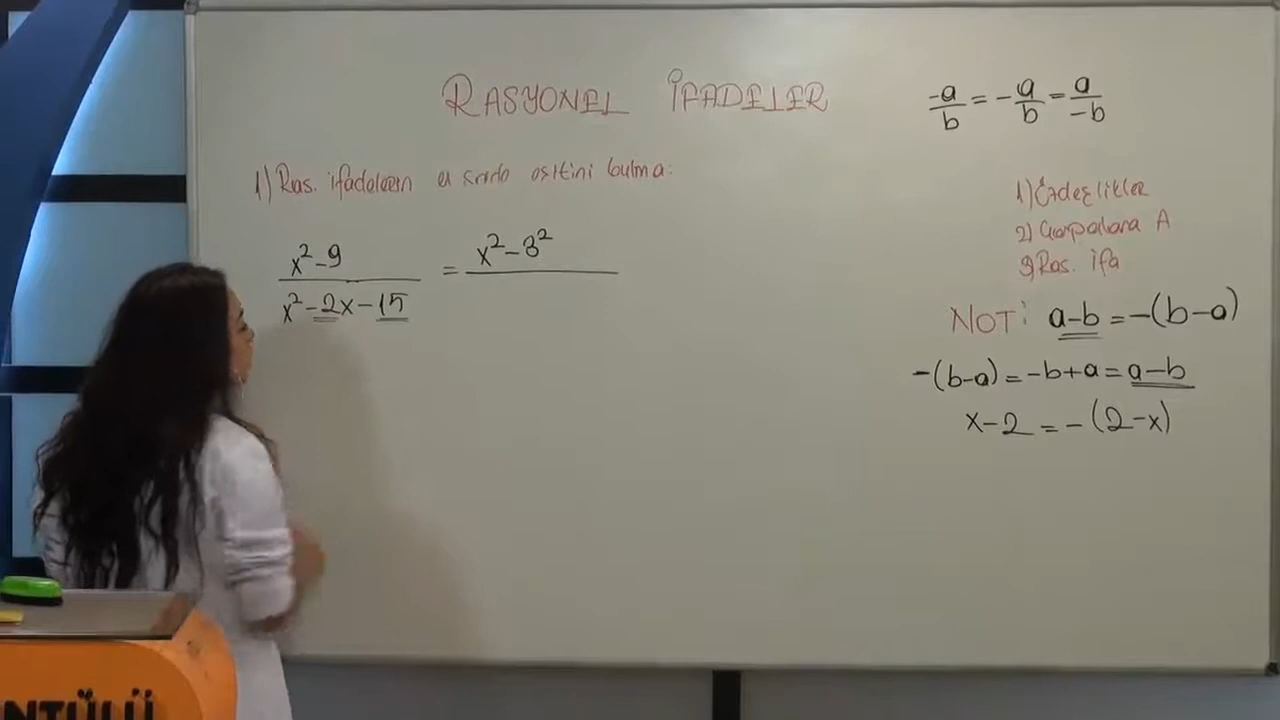 RASYONEL İFADELER
1) Ras. ifadelerin en sade
bulma:
x²-9 / x²-2x-15 = x²-3²
-a/b = -a/b = a/-b
1) Özdeşlikler
2) Çarpanlara A
3) Ras. ifa
NOT: a-b = -(b-a)
-(b-a) = -b+a = a-b
x-2 = -(2-x)
NTÜLÜ